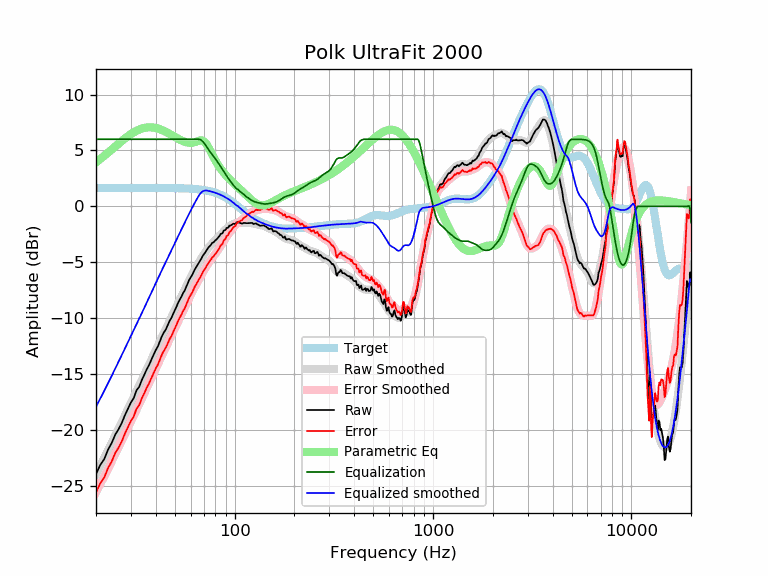 Polk UltraFit 2000
Amplitude (dBr)
10
5
0
−5
−10
−15
−20
−25
Target
Raw Smoothed
Error Smoothed
Raw
Error
Parametric Eq
Equalization
Equalized smoothed
100
1000
10000
Frequency (Hz)